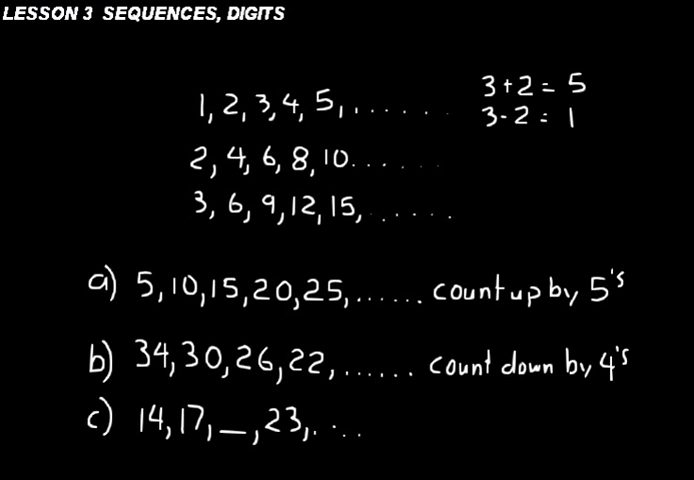 LESSON 3 SEQUENCES, DIGITS
1, 2, 3, 4, 5, ...... 3+2 = 5
3-2 = 1
2, 4, 6, 8, 10.......
3, 6, 9, 12, 15, ......
a) 5, 10, 15, 20, 25, ...... count up by 5's
b) 34, 30, 26, 22, ...... count down by 4's
c) 14, 17, _, 23, ....